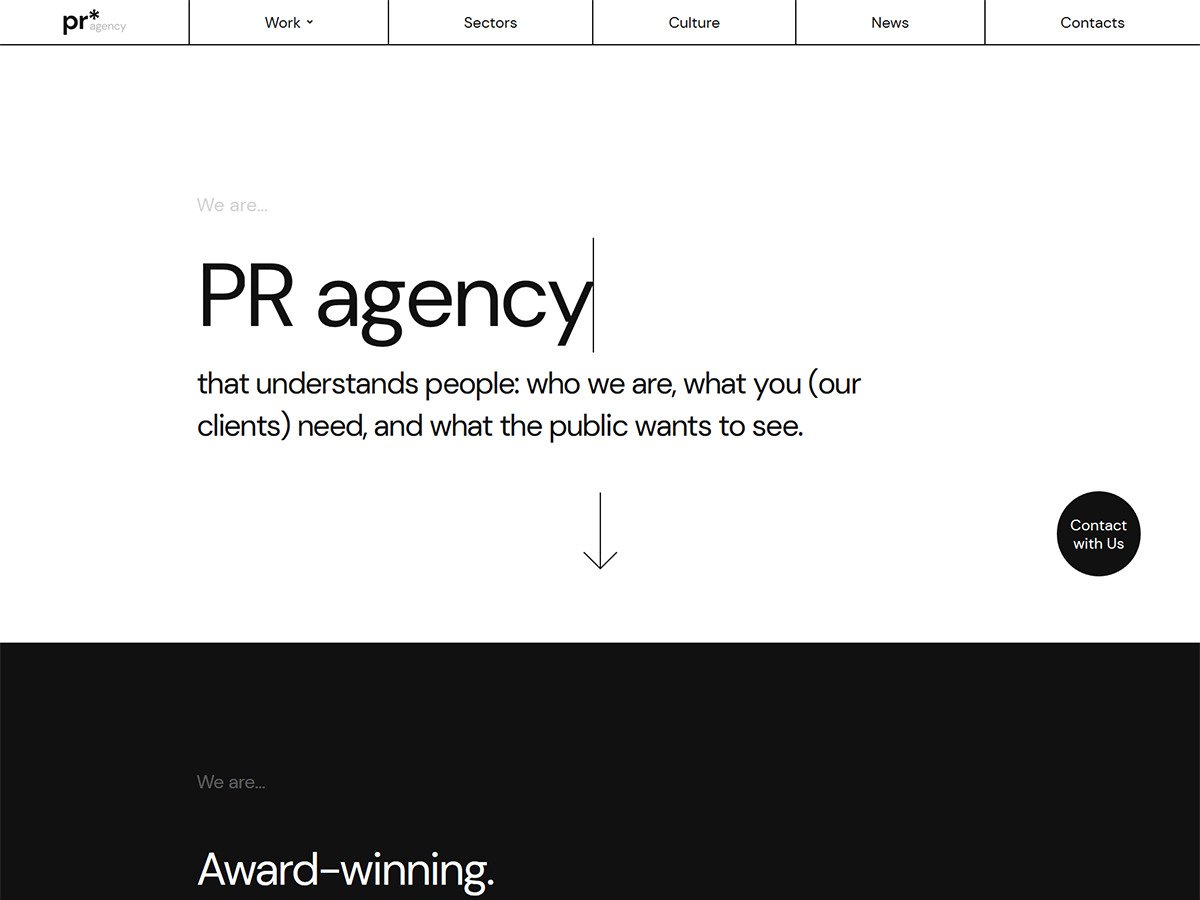 pr* agency
Work
Sectors
Culture
News
Contacts
We are...
PR agency
that understands people: who we are, what you (our
clients) need, and what the public wants to see.
Contact
with Us
We are...
Award-winning.